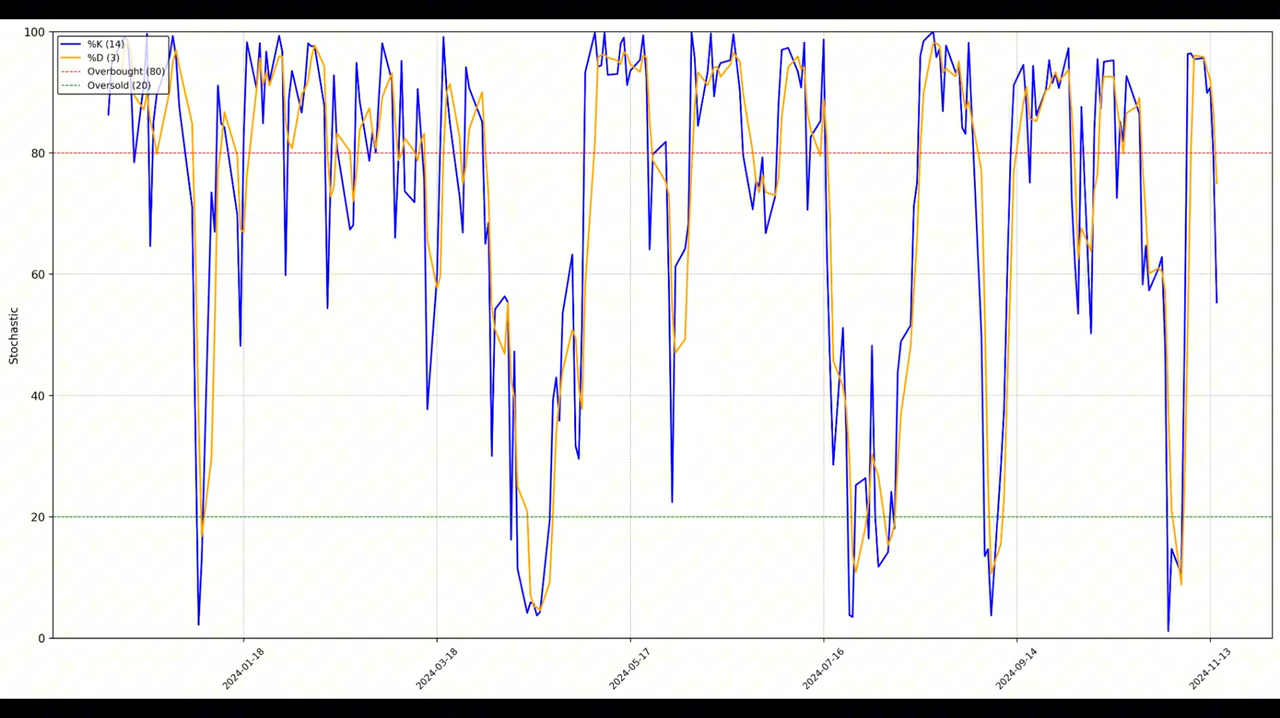 %K (14)
%D (3)
Overbought (80)
Oversold (20)
100
80
60
40
20
0
Stochastic
2024-01-18
2024-03-18
2024-05-17
2024-07-16
2024-09-14
2024-11-13